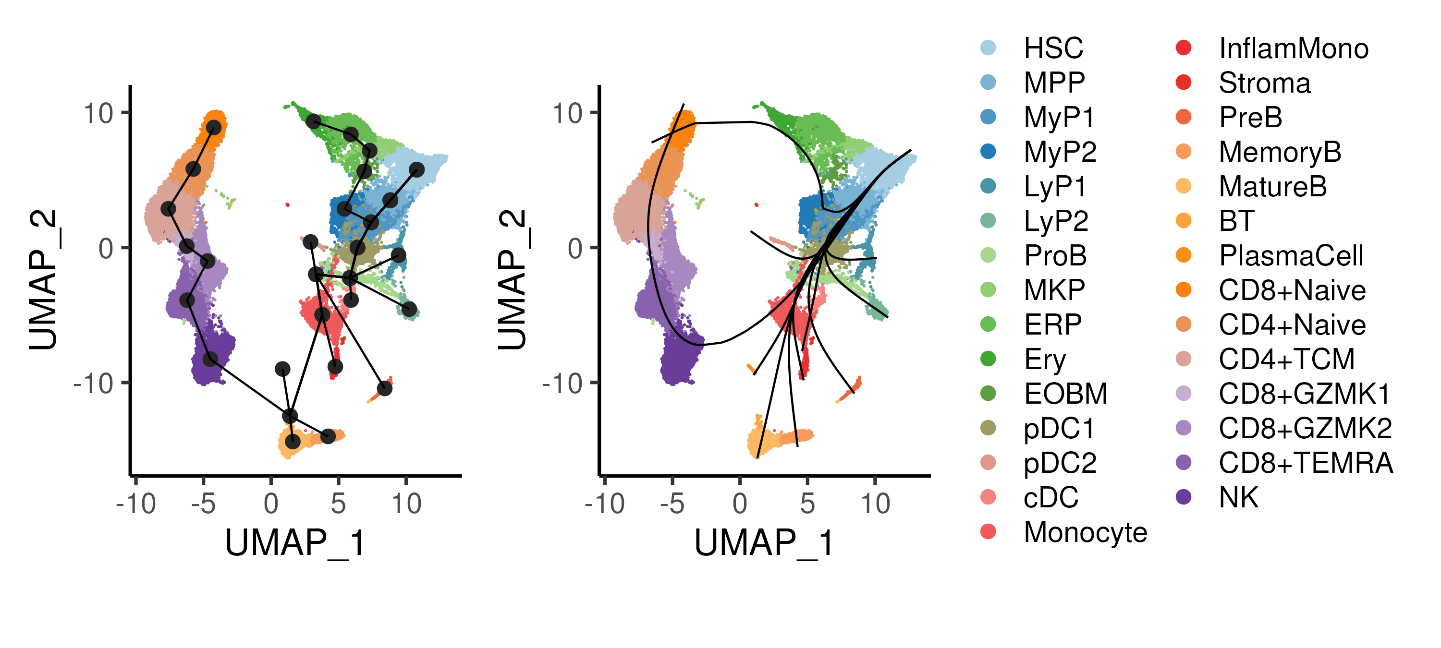 10
0
-10
UMAP_2
-10
-5
0
5
10
UMAP_1
10
0
-10
UMAP_2
-10
-5
0
5
10
UMAP_1
HSC
MPP
MyP1
MyP2
LyP1
LyP2
ProB
MKP
ERP
Ery
EOBM
pDC1
pDC2
cDC
Monocyte
InflamMono
Stroma
PreB
MemoryB
MatureB
BT
PlasmaCell
CD8+Naive
CD4+Naive
CD4+TCM
CD8+GZMK1
CD8+GZMK2
CD8+TEMRA
NK